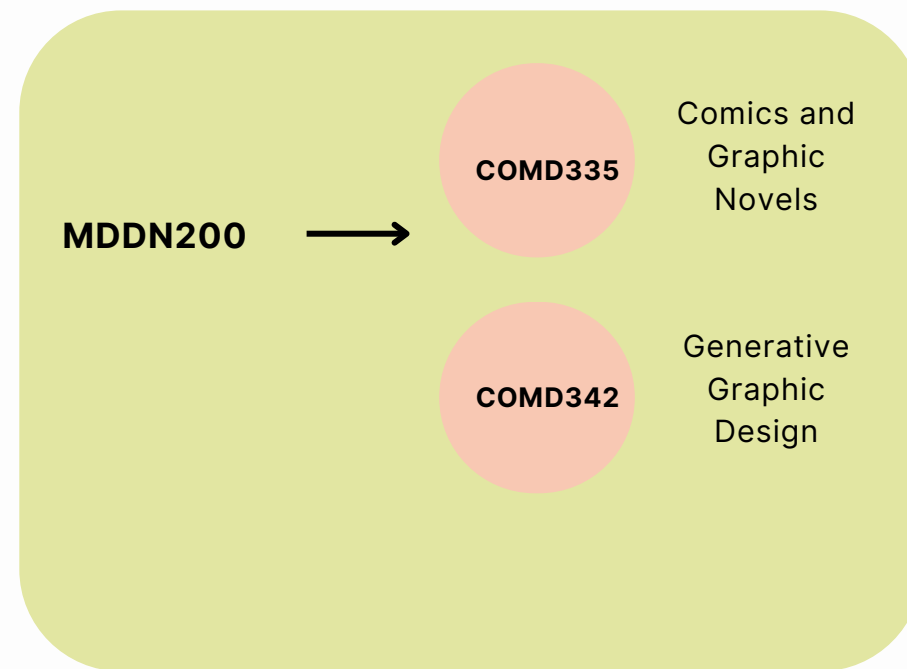 MDDN200
COMD335
Comics and
Graphic
Novels
COMD342
Generative
Graphic
Design